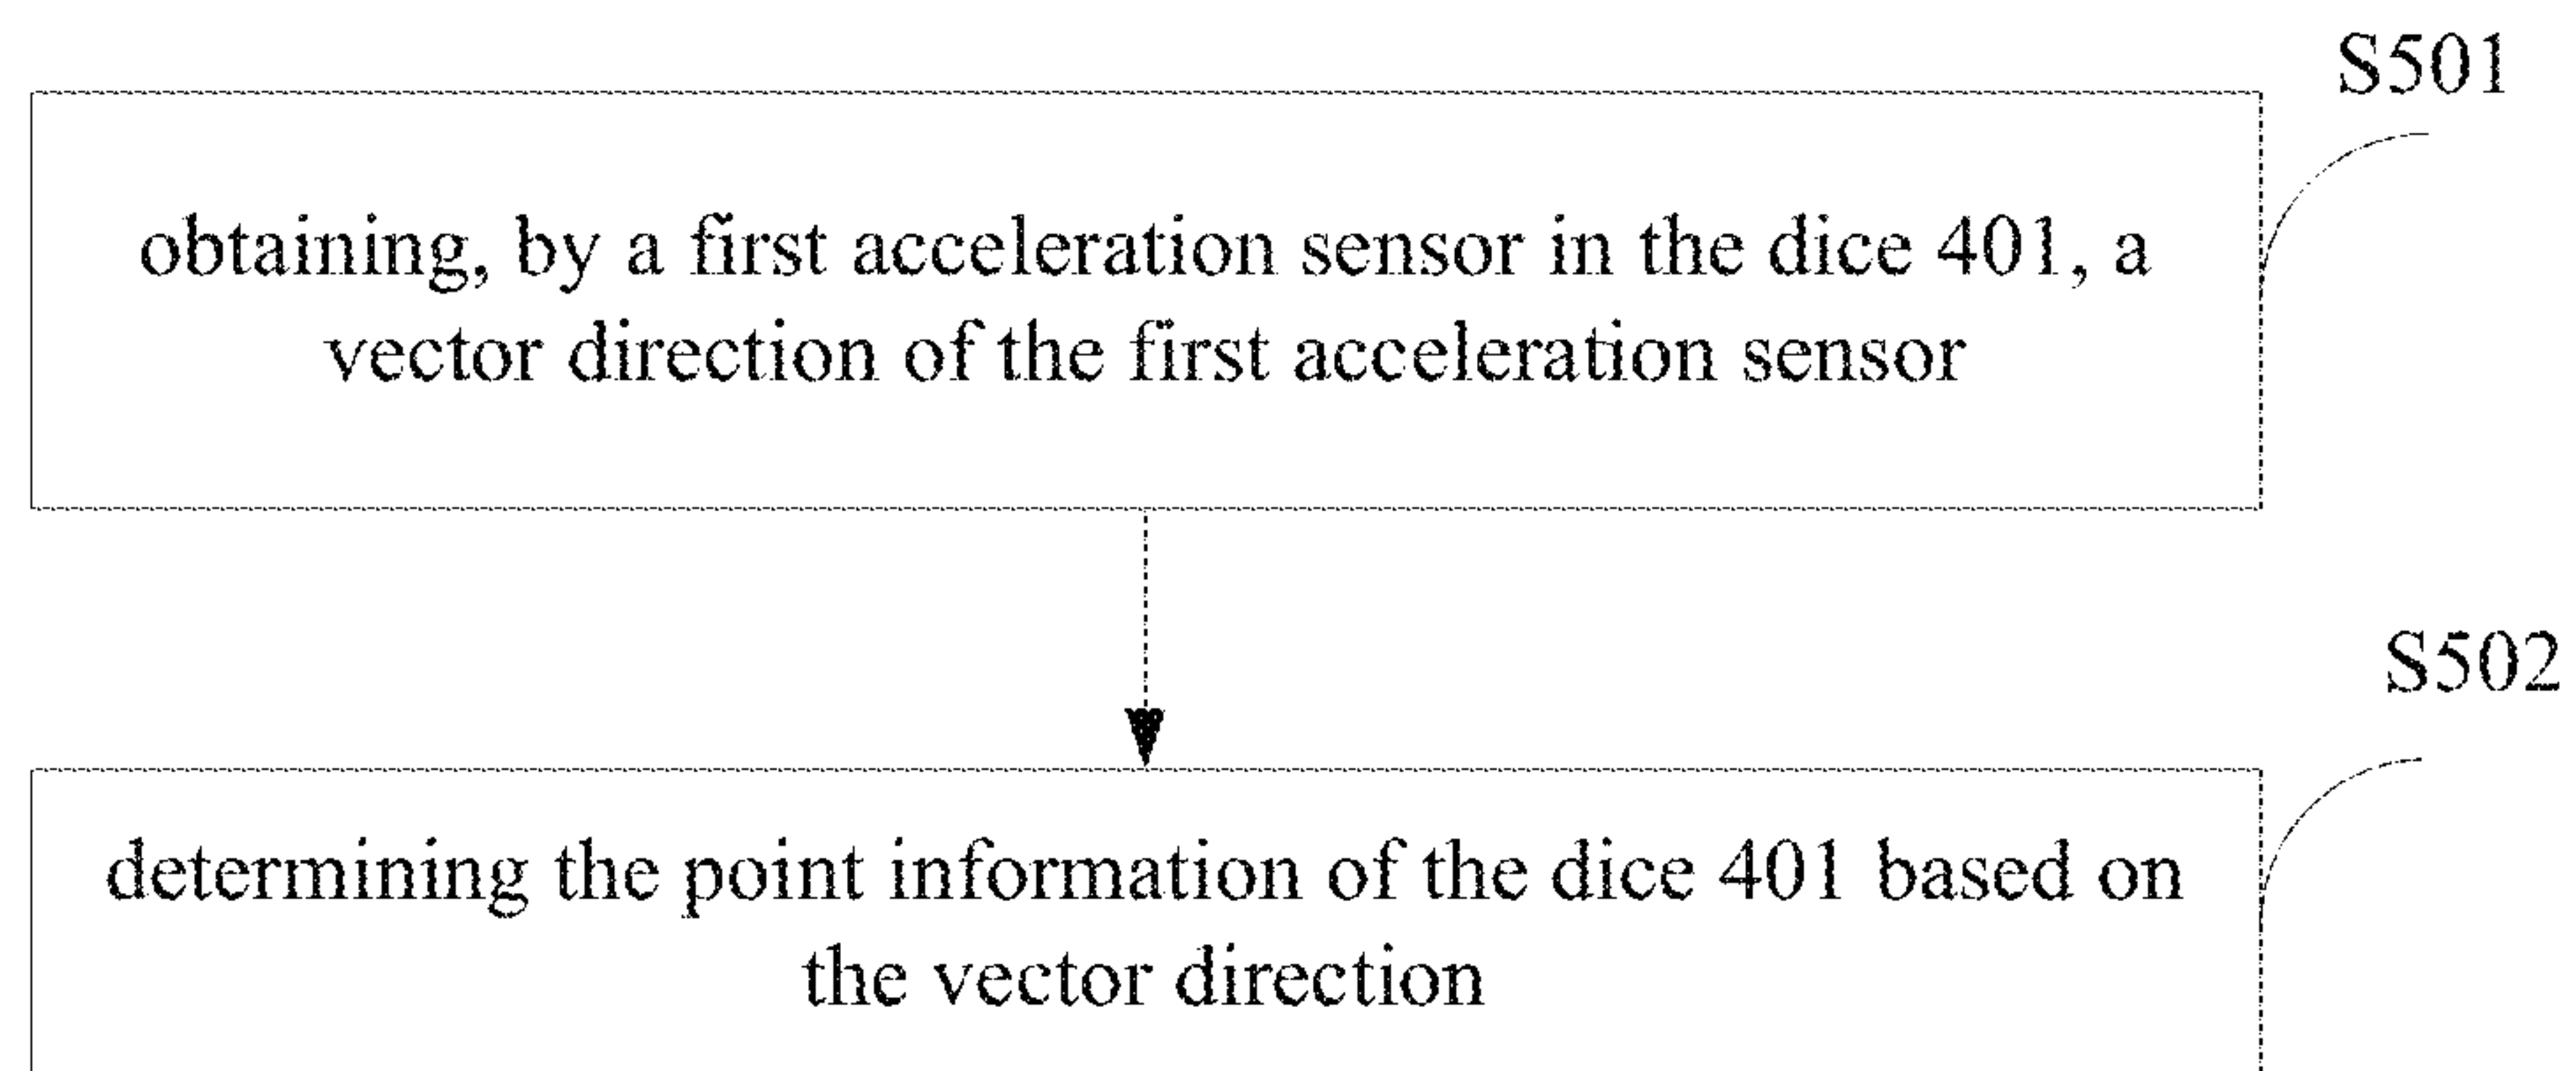 S501
obtaining, by a first acceleration sensor in the dice 401, a
vector direction of the first acceleration sensor
S502
determining the point information of the dice 401 based on
the vector direction